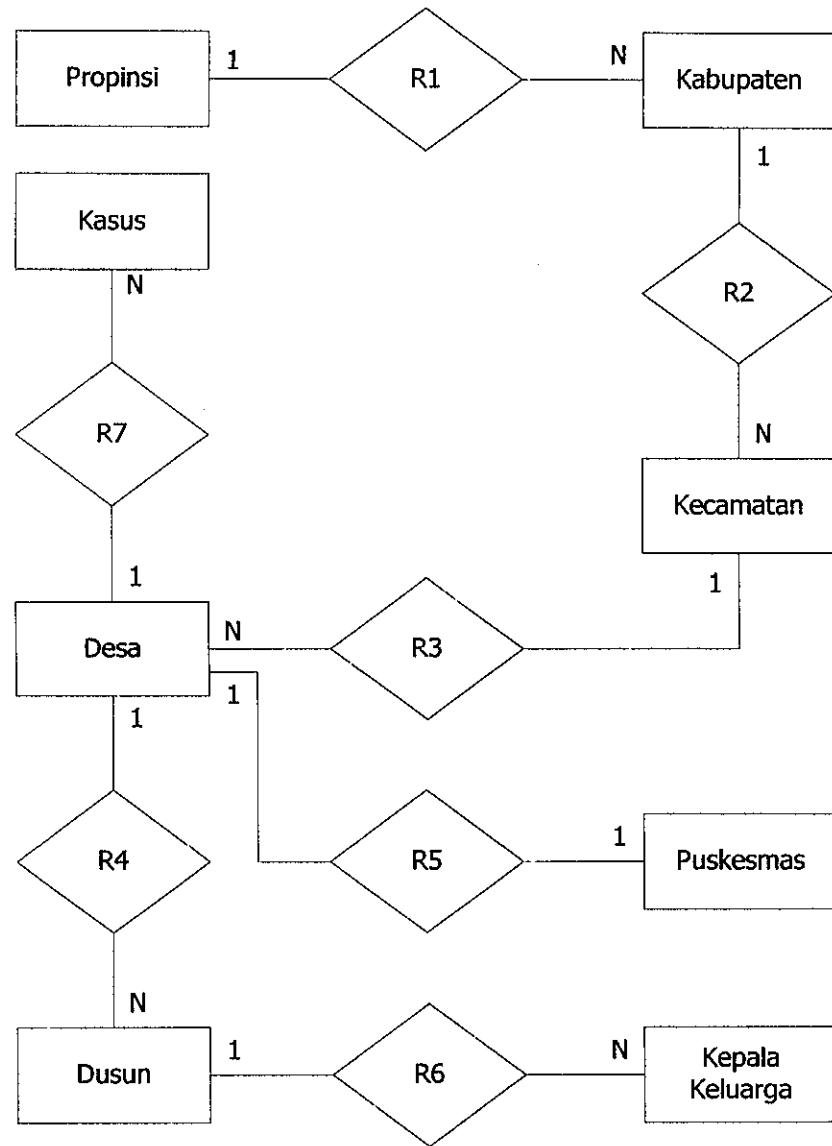 Propinsi
1
R1
N
Kabupaten
1
Kasus
N
R2
R7
N
Kecamatan
1
1
Desa
N
R3
1
1
R4
R5
1
Puskesmas
N
Dusun
1
R6
N
Kepala
Keluarga